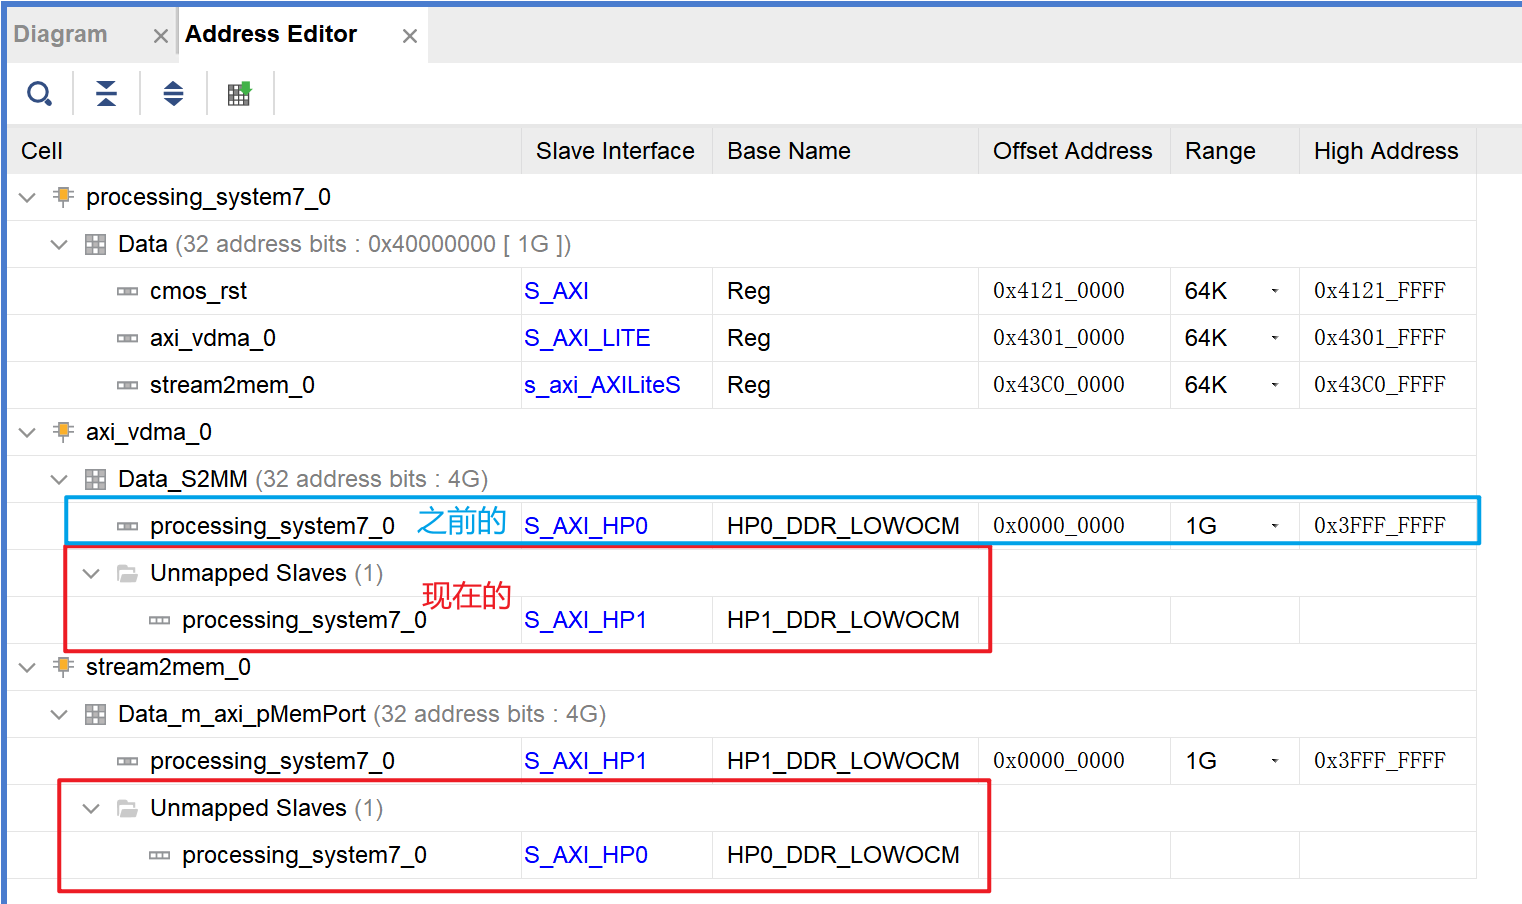 Diagram Address Editor
Cell Slave Interface Base Name Offset Address Range High Address
processing_system7_0
Data (32 address bits : 0x40000000 [ 1G ])
cmos_rst S_AXI Reg 0x4121_0000 64K 0x4121_FFFF
axi_vdma_0 S_AXI_LITE Reg 0x4301_0000 64K 0x4301_FFFF
stream2mem_0 s_axi_AXILiteS Reg 0x43C0_0000 64K 0x43C0_FFFF
axi_vdma_0
Data_S2MM (32 address bits : 4G)
processing_system7_0 之前的 S_AXI_HP0 HP0_DDR_LOWOCM 0x0000_0000 1G 0x3FFF_FFFF
Unmapped Slaves (1)
现在的
processing_system7_0 S_AXI_HP1 HP1_DDR_LOWOCM
stream2mem_0
Data_m_axi_pMemPort (32 address bits : 4G)
processing_system7_0 S_AXI_HP1 HP1_DDR_LOWOCM 0x0000_0000 1G 0x3FFF_FFFF
Unmapped Slaves (1)
processing_system7_0 S_AXI_HP0 HP0_DDR_LOWOCM